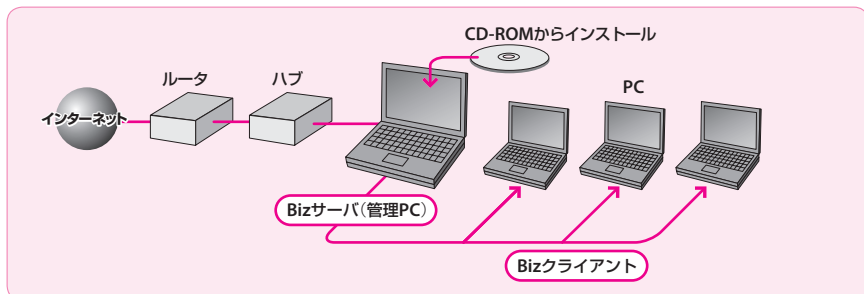 CD-ROMからインストール
ルータ
ハブ
PC
インターネット
Bizサーバ（管理PC）
Bizクライアント